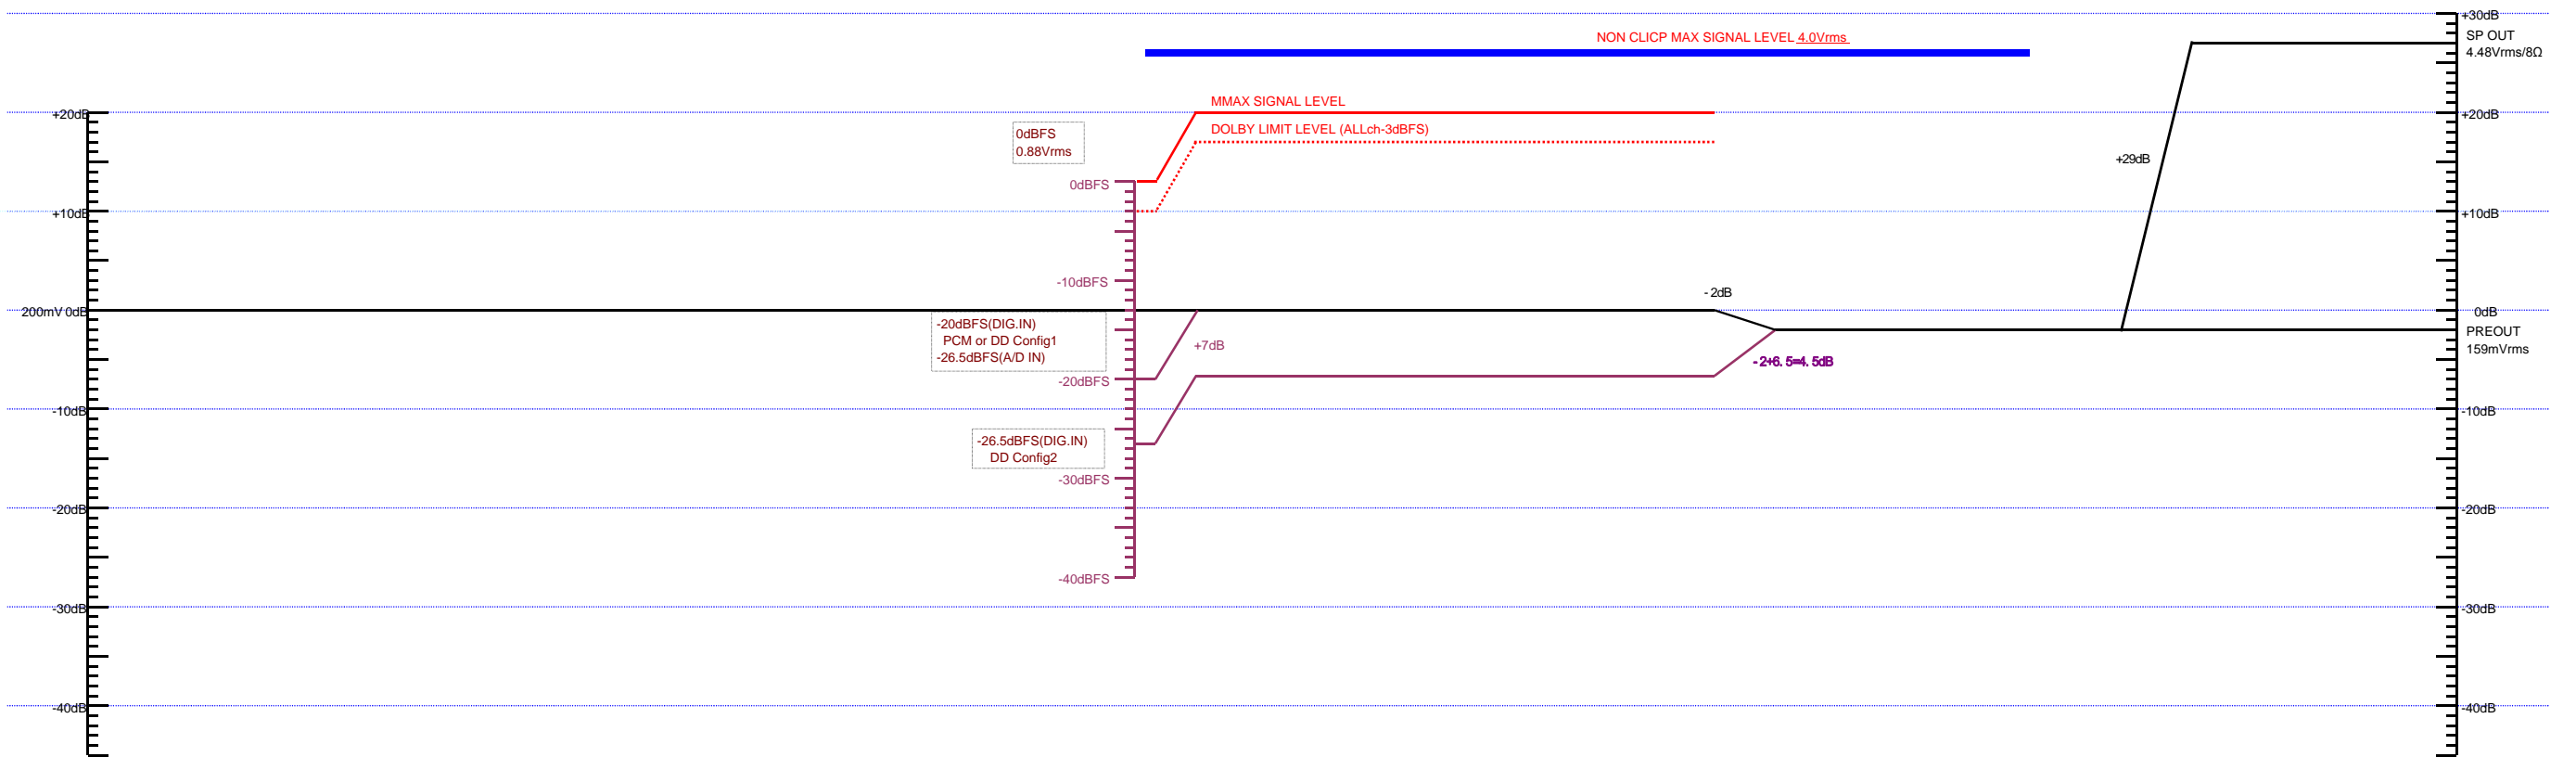 +30dB
NON CLICP MAX SIGNAL LEVEL 4.0Vrms
SP OUT
4.48Vrms/8Ω
MMAX SIGNAL LEVEL
+20dB
+20dB
0dBFS
0.88Vrms
DOLBY LIMIT LEVEL (ALLch-3dBFS)
+29dB
0dBFS
+10dB
+10dB
-10dBFS
- 2dB
200mV 0dB
0dB
-20dBFS(DIG.IN)
PCM or DD Config1
-26.5dBFS(A/D IN)
+7dB
PREOUT
159mVrms
- 2+6. 5=4. 5dB
-20dBFS
-10dB
-10dB
-26.5dBFS(DIG.IN)
DD Config2
-30dBFS
-20dB
-20dB
-40dBFS
-30dB
-30dB
-40dB
-40dB